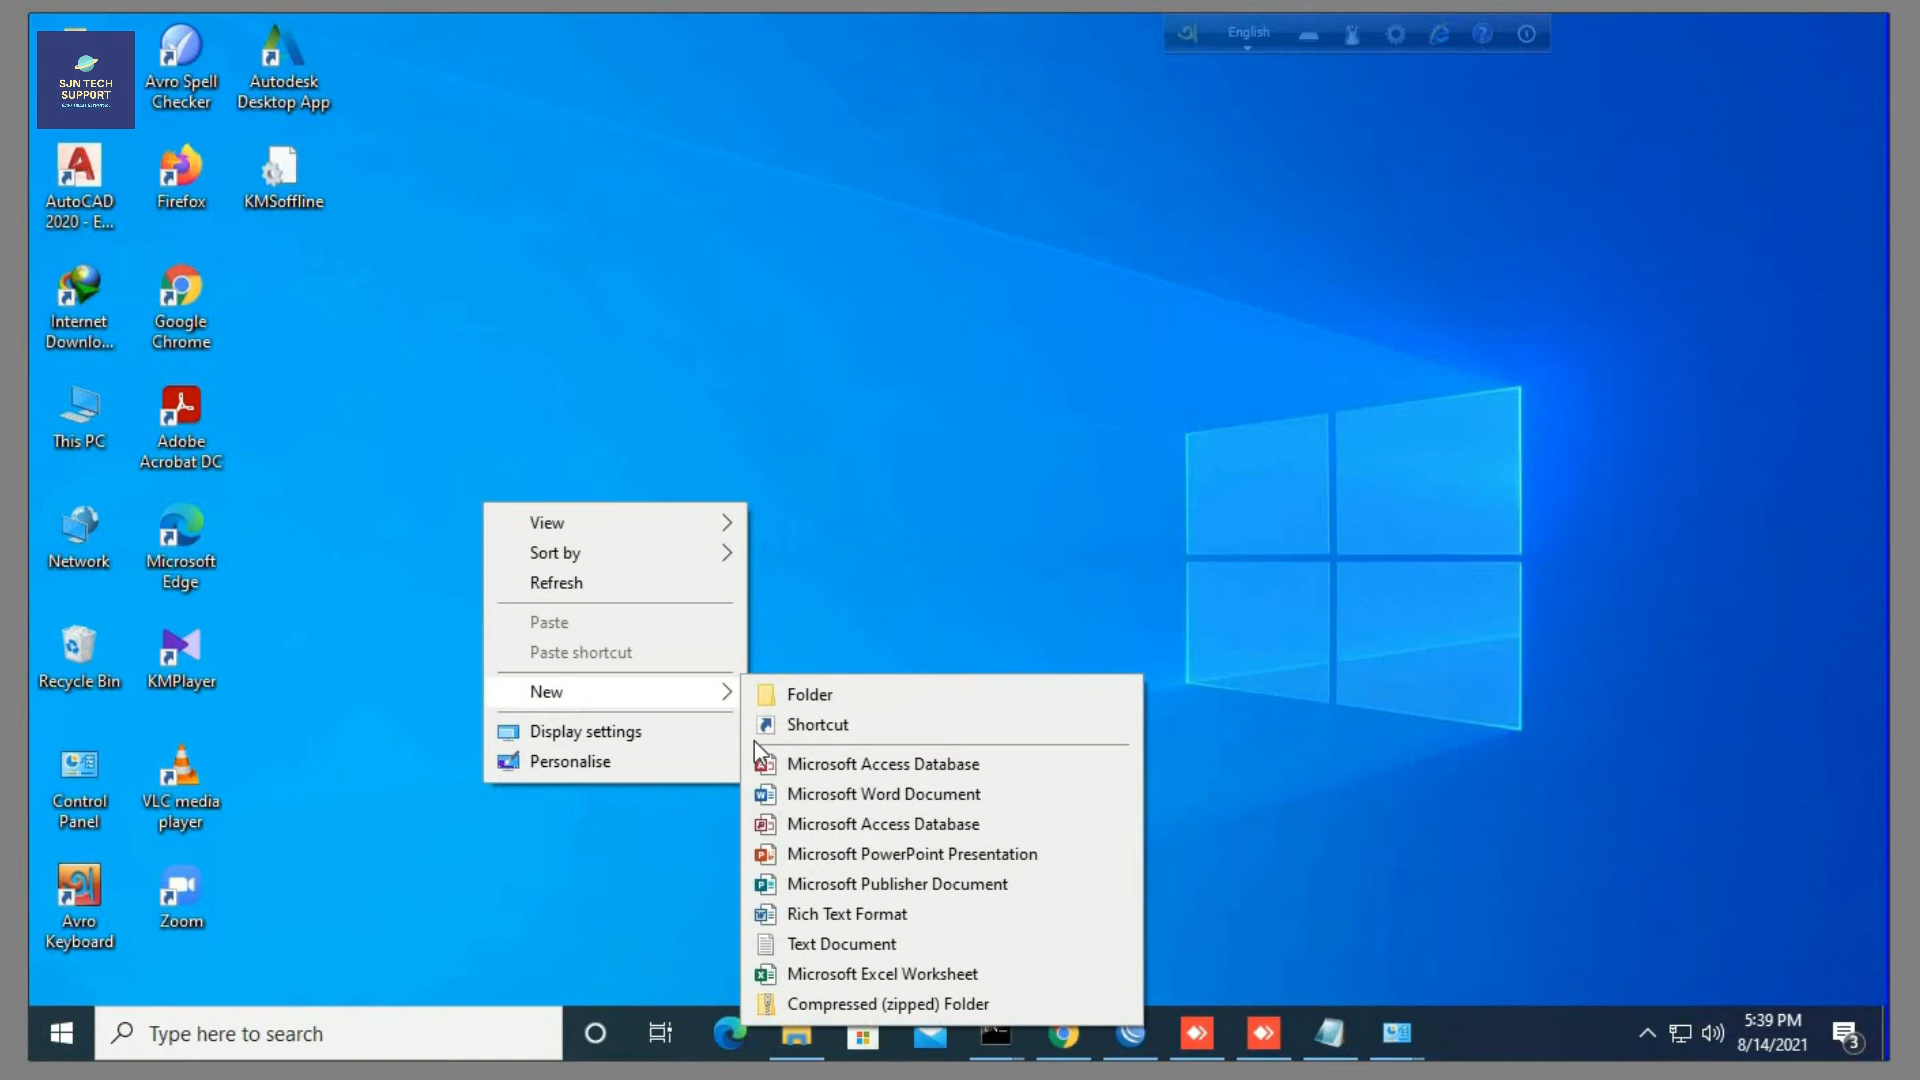 English
SJN TECH
SUPPORT
Avro Spell
Checker
Autodesk
Desktop App
AutoCAD
2020 - E...
Firefox
KMSoffline
Internet
Downlo...
Google
Chrome
This PC
Adobe
Acrobat DC
Network
Microsoft
Edge
Recycle Bin
KMPlayer
Control
Panel
VLC media
player
Avro
Keyboard
Zoom
View
Sort by
Refresh
Paste
Paste shortcut
New
Display settings
Personalise
Folder
Shortcut
Microsoft Access Database
Microsoft Word Document
Microsoft Access Database
Microsoft PowerPoint Presentation
Microsoft Publisher Document
Rich Text Format
Text Document
Microsoft Excel Worksheet
Compressed (zipped) Folder
Type here to search
5:39 PM
8/14/2021
3